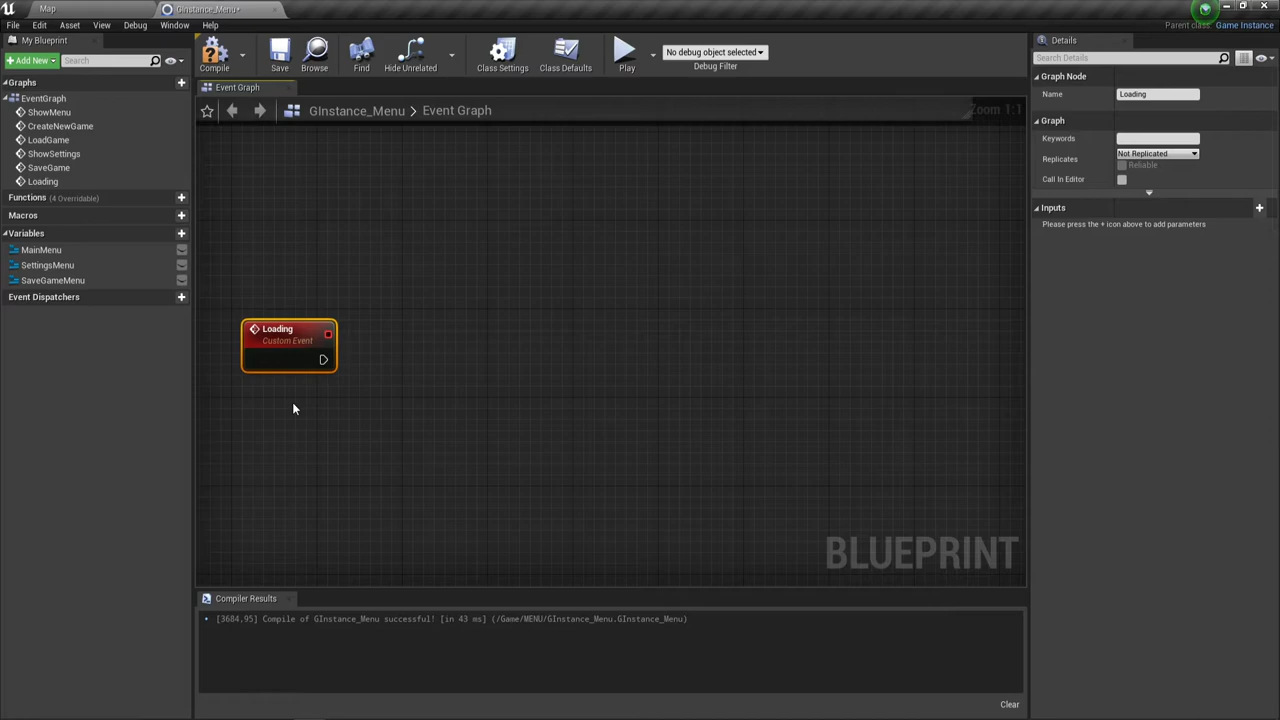 Map
GInstance_Menu*
Parent class: Game Instance
File Edit Asset View Debug Window Help
My Blueprint
Add New
Search
Compile
Save
Browse
Find
Hide Unrelated
Class Settings
Class Defaults
Play
No debug object selected
Debug Filter
Graphs
EventGraph
ShowMenu
CreateNewGame
LoadGame
ShowSettings
SaveGame
Loading
Functions (4 Overridable)
Macros
Variables
MainMenu
SettingsMenu
SaveGameMenu
Event Dispatchers
Event Graph
GInstance_Menu > Event Graph
Zoom 1:1
Loading
Custom Event
BLUEPRINT
Compiler Results
[3684,95] Compile of GInstance_Menu successful! [in 43 ms] (/Game/MENU/GInstance_Menu.GInstance_Menu)
Clear
Details
Search Details
Graph Node
Name Loading
Graph
Keywords
Replicates Not Replicated
Reliable
Call In Editor
Inputs
Please press the + icon above to add parameters